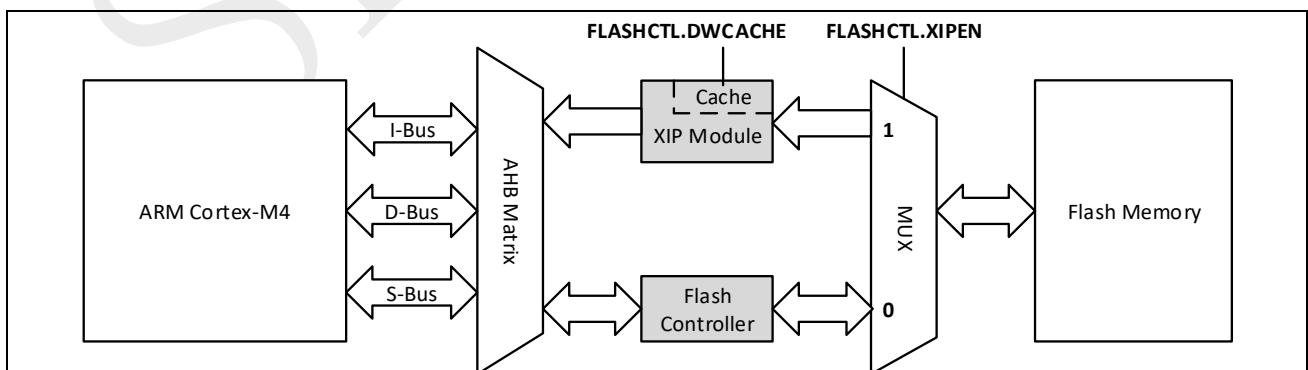 FLASHCTL.DWCACHE
FLASHCTL.XIPEN
Cache
XIP Module
1
I-Bus
ARM Cortex-M4
D-Bus
AHB Matrix
MUX
Flash Memory
S-Bus
Flash
Controller
0